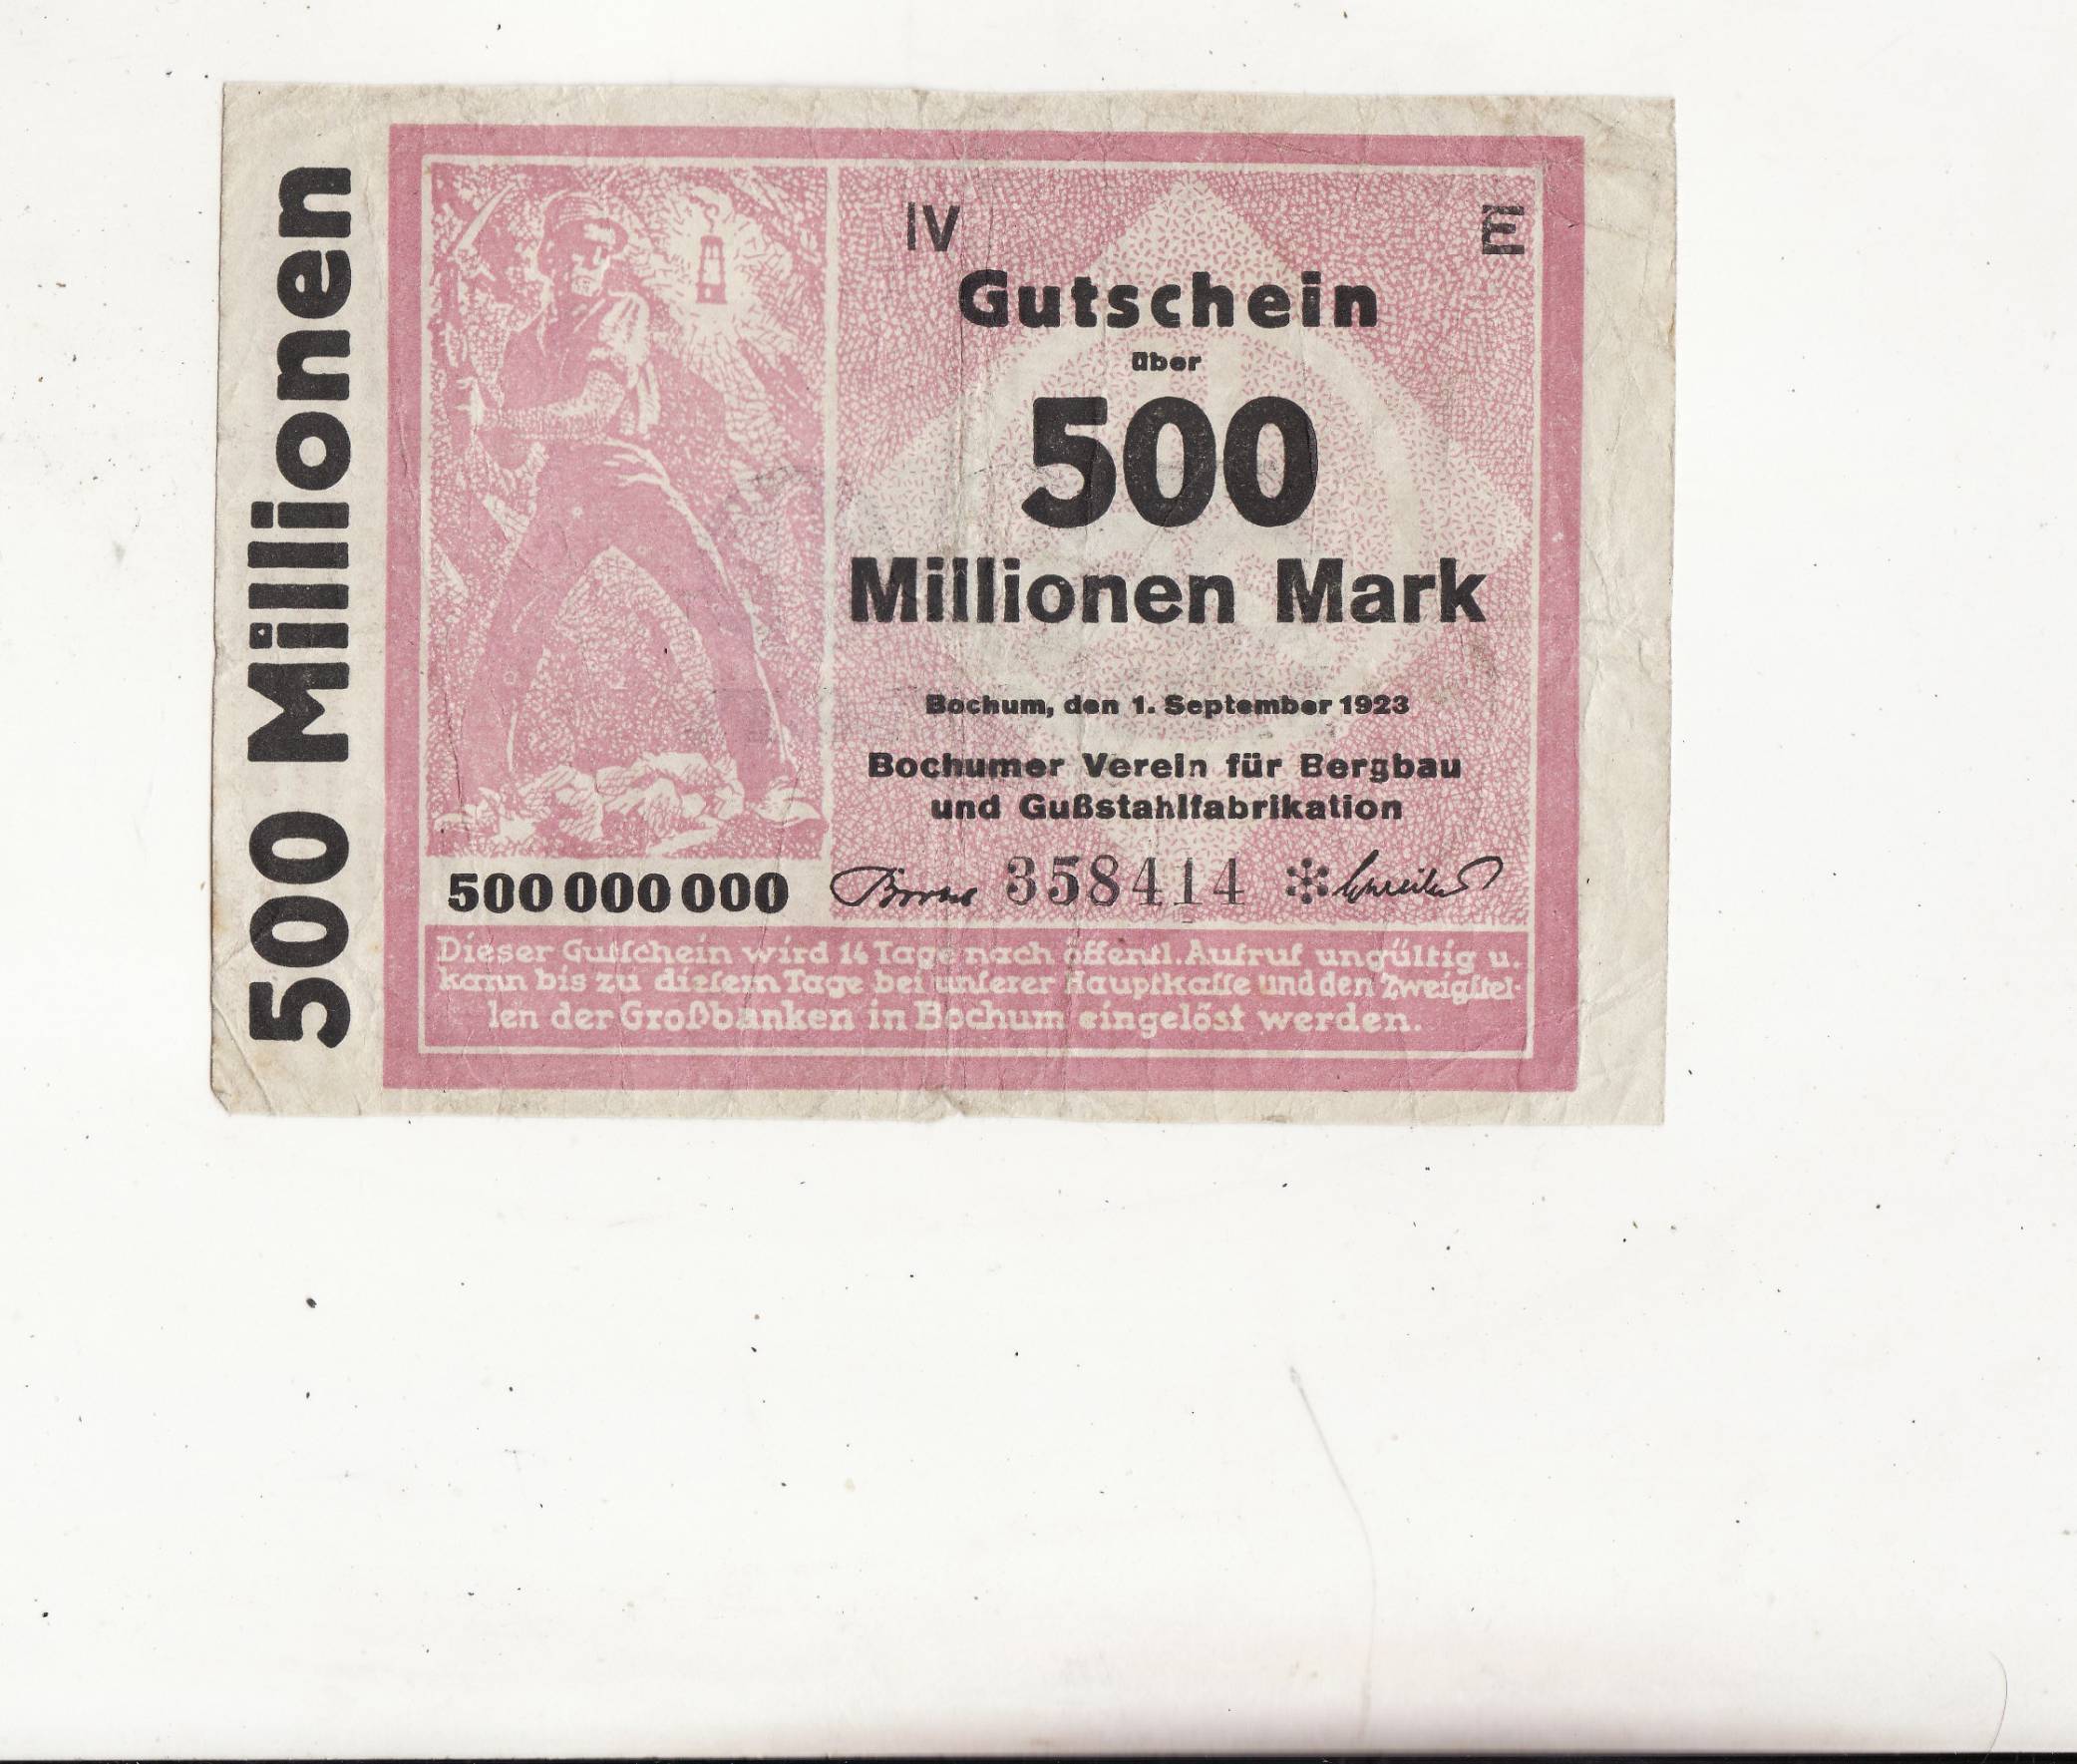 500 Millionen
IV E
Gutschein
über
500
Millionen Mark
Bochum, den 1. September 1923
Bochumer Verein für Bergbau
und Gußstahlfabrikation
500 000 000 358414 *
Dieser Gutſchein wird 14 Tage nach öffentl. Aufruf ungültig u.
kann bis zu dieſem Tage bei unſerer Hauptkaſſe und den Zweigſtel-
len der Großbanken in Bochum eingelöst werden.